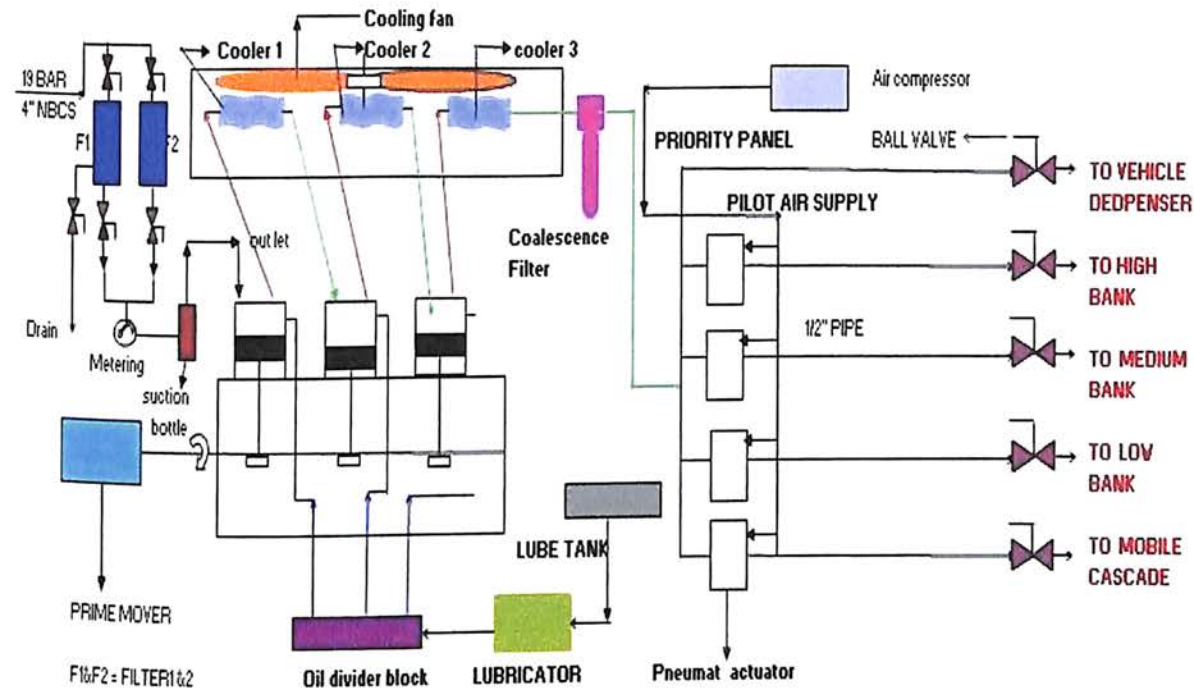 Cooling fan
Cooler 1
Cooler 2
cooler 3
19 BAR
4" NBCS
F1
F2
Air compressor
PRIORITY PANEL
BALL VALVE
TO VEHICLE
DEDPENSER
PILOT AIR SUPPLY
outlet
Coalescence
Filter
TO HIGH
BANK
Drain
Metering
1/2" PIPE
TO MEDIUM
BANK
suction
bottle
TO LOW
BANK
LUBE TANK
TO MOBILE
CASCADE
PRIME MOVER
F1&F2 = FILTER1&2
Oil divider block
LUBRICATOR
Pneumat actuator